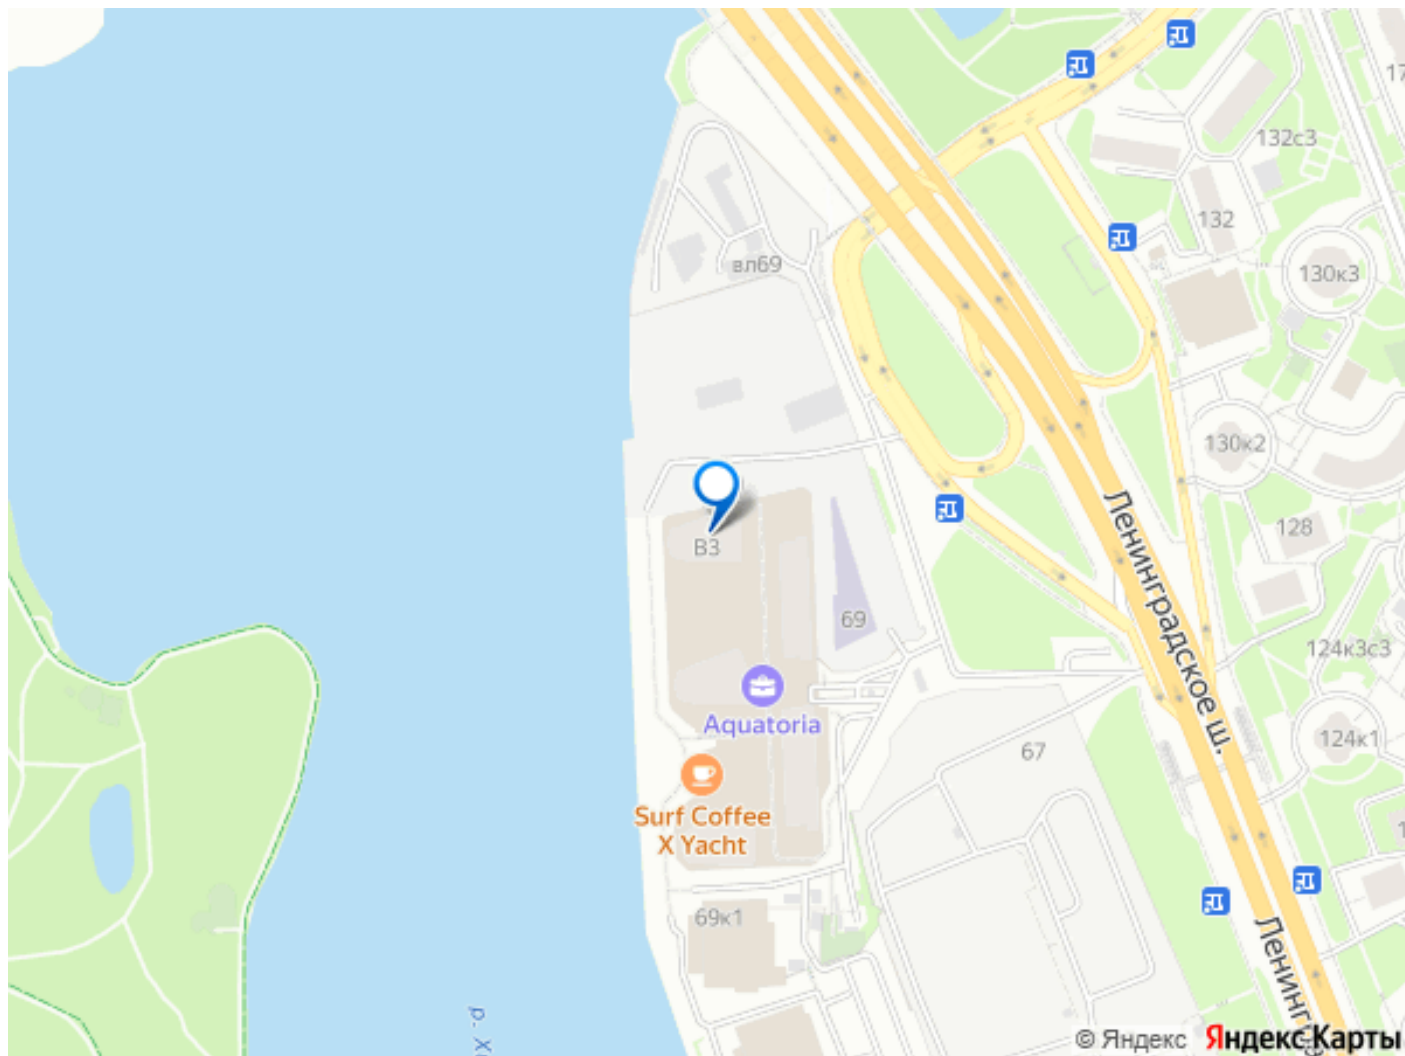 17
132с3
132
130к3
вл69
130к2
Ленинградское ш.
128
В3
69
124к3с3
Aquatoria
67
124к1
Surf Coffee
X Yacht
69к1
© Яндекс
Яндекс Карты